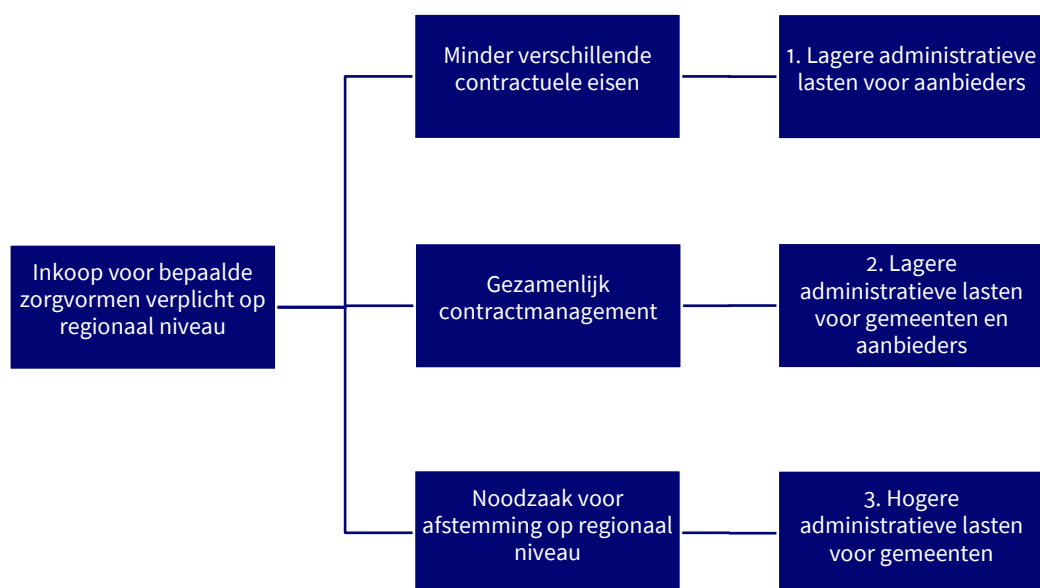 Minder verschillende
contractuele eisen
1. Lagere administratieve
lasten voor aanbieders
Inkoop voor bepaalde
zorgvormen verplicht op
regionaal niveau
Gezamenlijk
contractmanagement
2. Lagere
administratieve lasten
voor gemeenten en
aanbieders
Noodzaak voor
afstemming op regionaal
niveau
3. Hogere
administratieve lasten
voor gemeenten